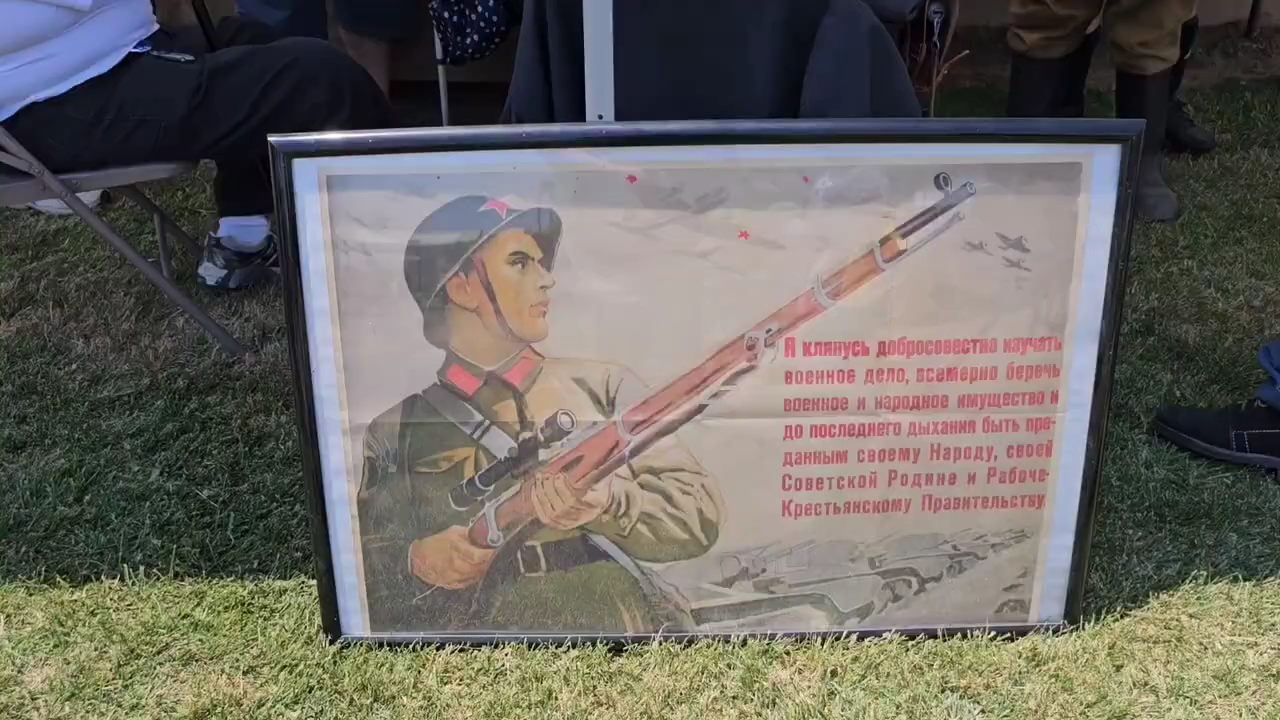 Я клянусь добросовестно изучать
военное дело, всемерно беречь
военное и народное имущество и
до последнего дыхания быть пре-
данным своему Народу, своей
Советской Родине и Рабоче-
Крестьянскому Правительству.